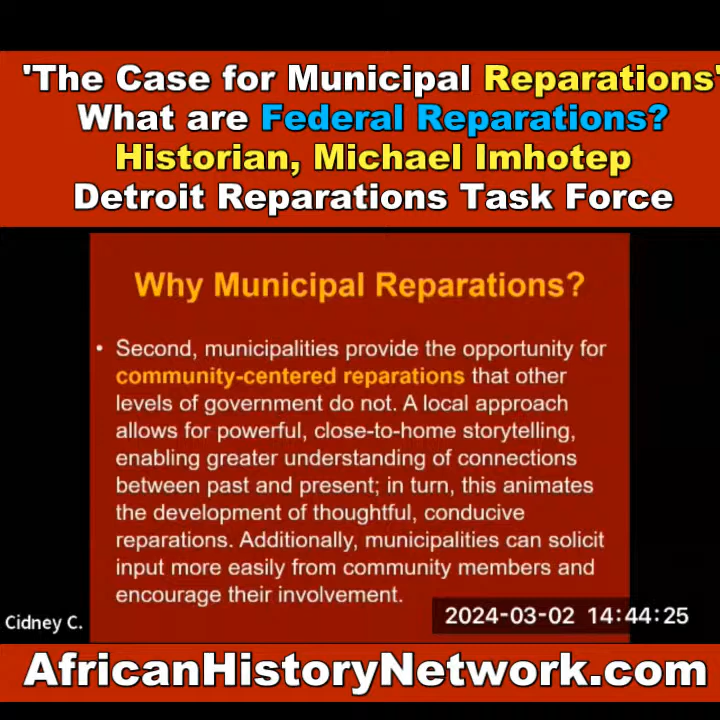 'The Case for Municipal Reparations'
What are Federal Reparations?
Historian, Michael Imhotep
Detroit Reparations Task Force
Why Municipal Reparations?
• Second, municipalities provide the opportunity for
community-centered reparations that other
levels of government do not. A local approach
allows for powerful, close-to-home storytelling,
enabling greater understanding of connections
between past and present; in turn, this animates
the development of thoughtful, conducive
reparations. Additionally, municipalities can solicit
input more easily from community members and
encourage their involvement.
Cidney C.
2024-03-02 14:44:25
AfricanHistoryNetwork.com